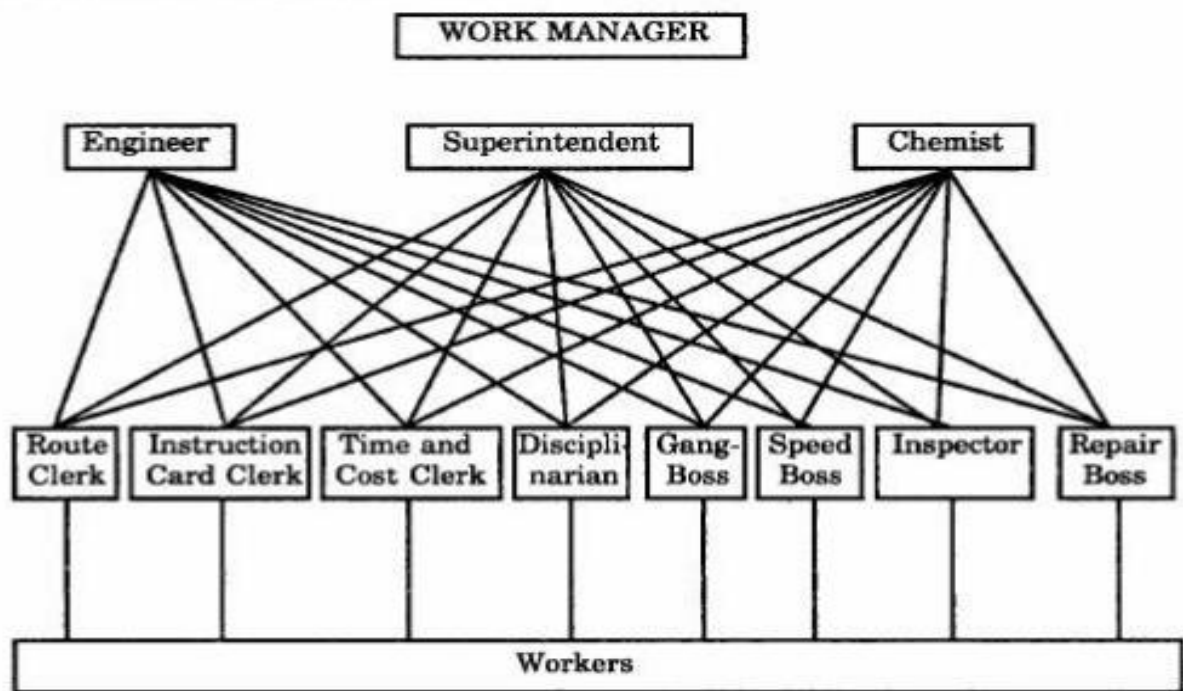 WORK MANAGER
Engineer
Superintendent
Chemist
Route
Clerk
Instruction
Card Clerk
Time and
Cost Clerk
Discipli-
narian
Gang-
Boss
Speed
Boss
Inspector
Repair
Boss
Workers